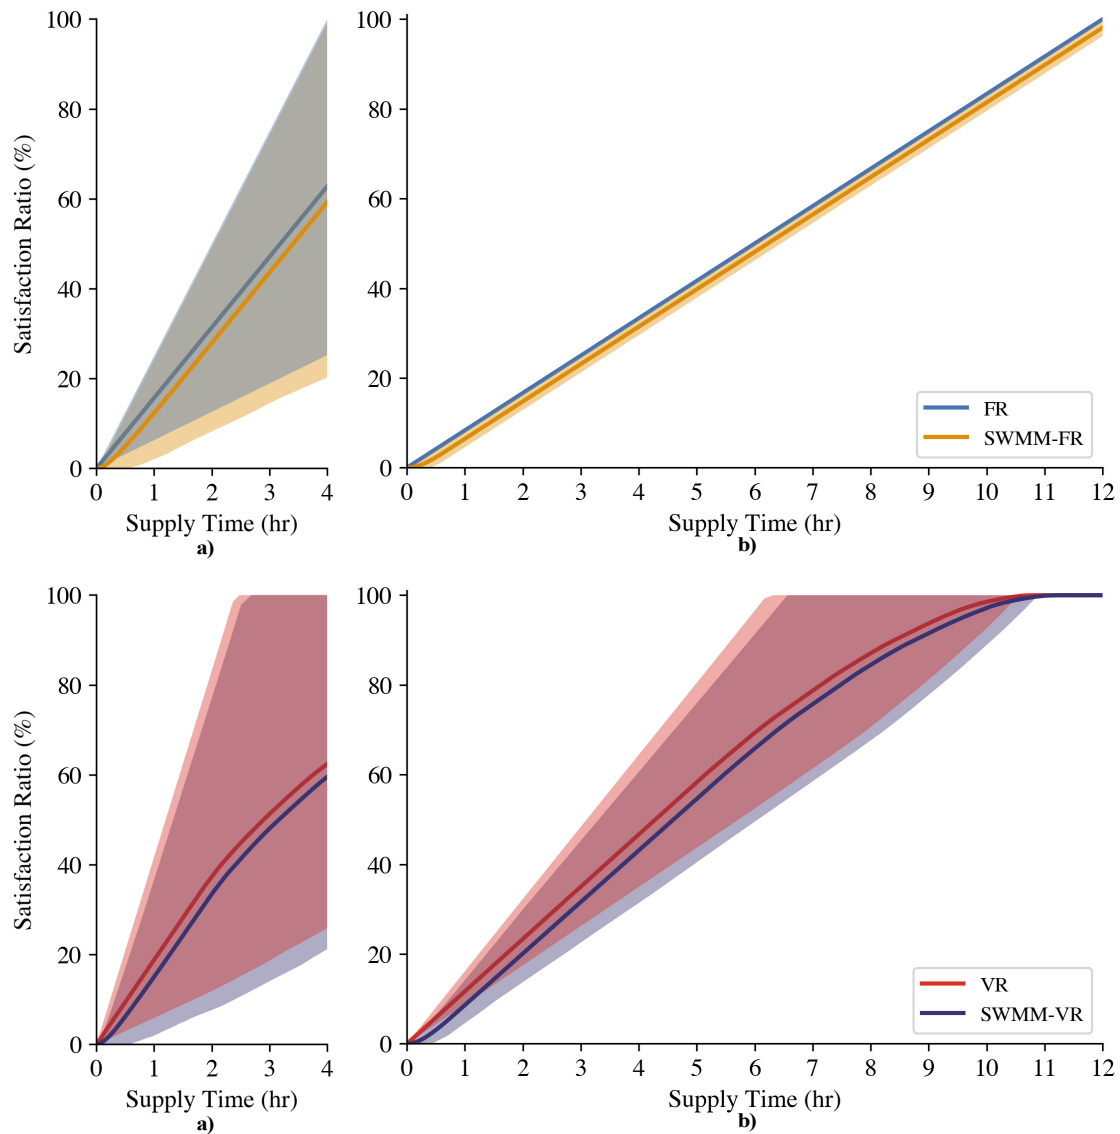 100
80
60
40
20
0
Satisfaction Ratio (%)
0 1 2 3 4
Supply Time (hr)
a)
100
80
60
40
20
0
0 1 2 3 4 5 6 7 8 9 10 11 12
Supply Time (hr)
b)
FR
SWMM-FR
100
80
60
40
20
0
Satisfaction Ratio (%)
0 1 2 3 4
Supply Time (hr)
a)
100
80
60
40
20
0
0 1 2 3 4 5 6 7 8 9 10 11 12
Supply Time (hr)
b)
VR
SWMM-VR